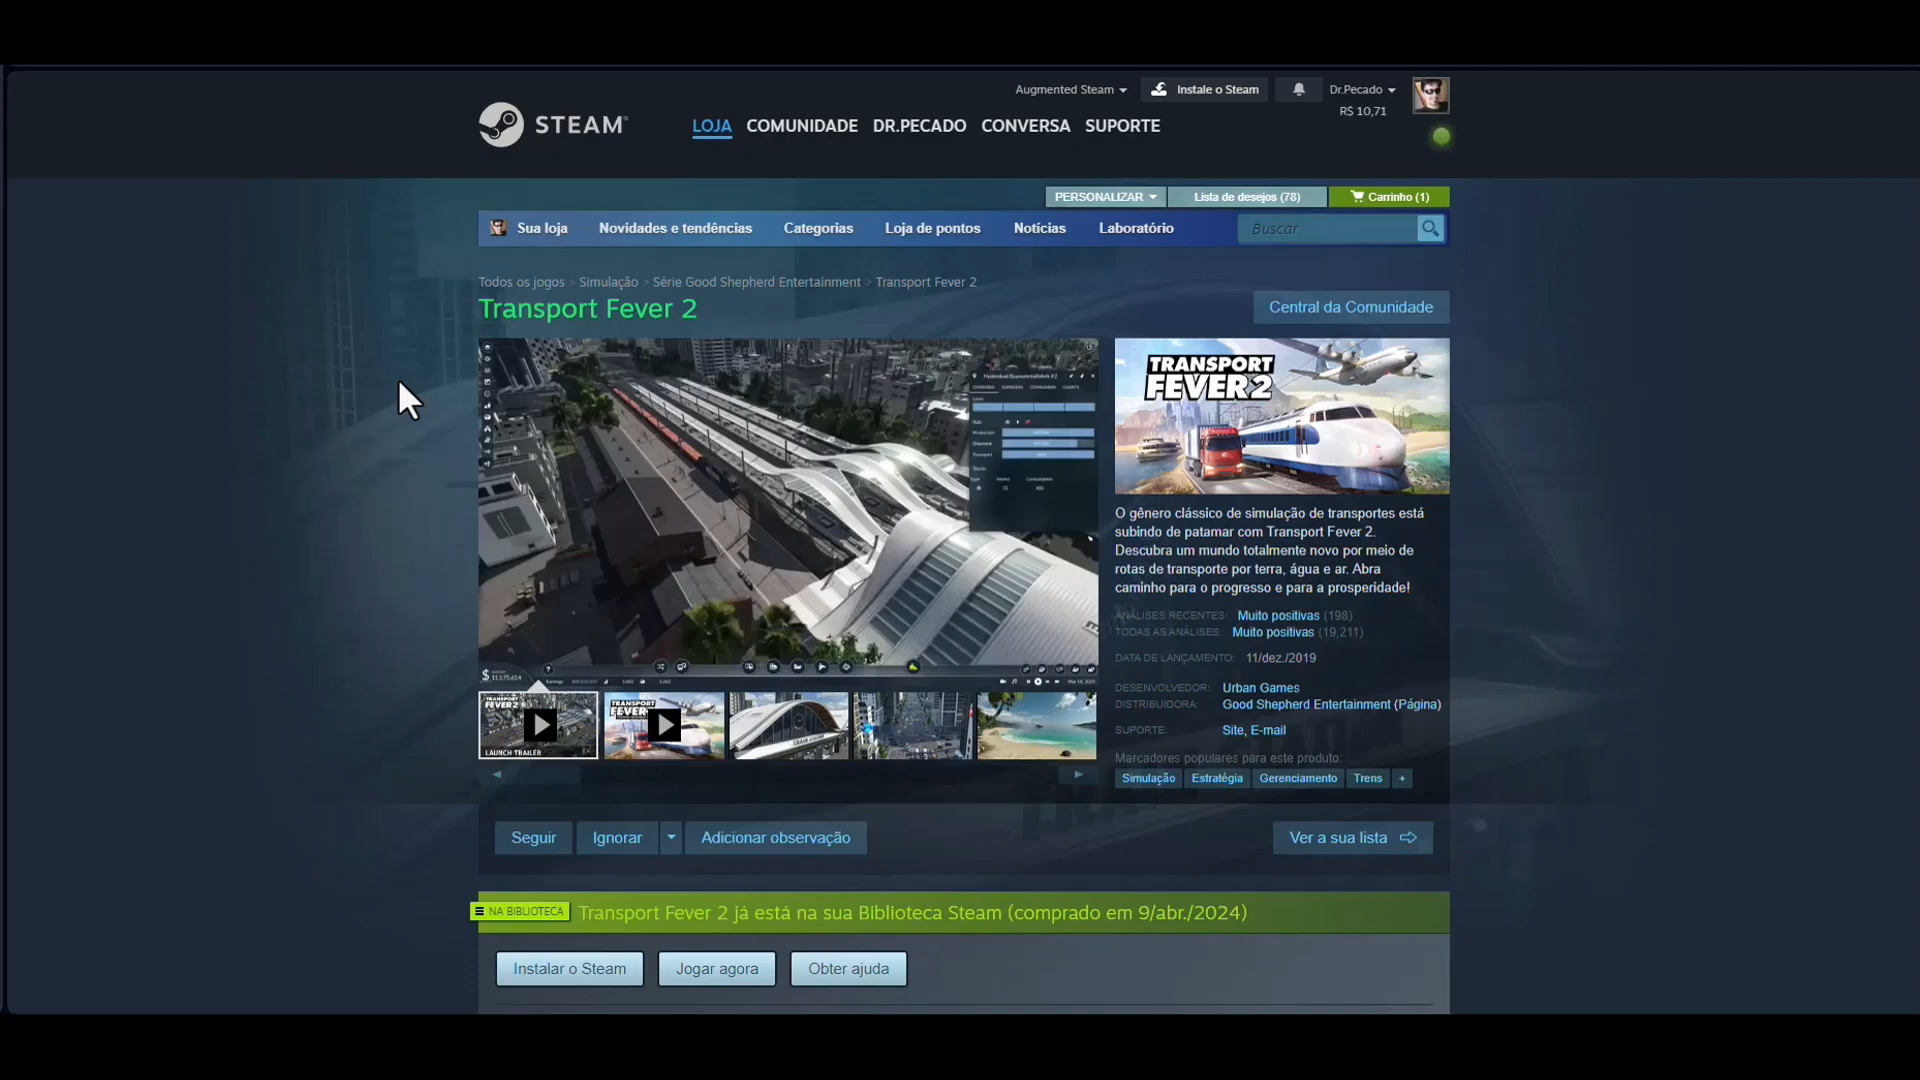 Augmented Steam
Instale o Steam
Dr.Pecado
R$ 10,71
STEAM
LOJA
COMUNIDADE
DR.PECADO
CONVERSA
SUPORTE
PERSONALIZAR
Lista de desejos (78)
Carrinho (1)
Sua loja
Novidades e tendências
Categorias
Loja de pontos
Notícias
Laboratório
Buscar
Todos os jogos > Simulação > Série Good Shepherd Entertainment > Transport Fever 2
Transport Fever 2
Central da Comunidade
TRANSPORT
FEVER 2
O gênero clássico de simulação de transportes está
subindo de patamar com Transport Fever 2.
Descubra um mundo totalmente novo por meio de
rotas de transporte por terra, água e ar. Abra
caminho para o progresso e para a prosperidade!
ANÁLISES RECENTES: Muito positivas (198)
TODAS AS ANÁLISES: Muito positivas (19,211)
DATA DE LANÇAMENTO: 11/dez./2019
DESENVOLVEDOR: Urban Games
DISTRIBUIDORA: Good Shepherd Entertainment (Página)
SUPORTE: Site, E-mail
Marcadores populares para este produto:
Simulação
Estratégia
Gerenciamento
Trens
+
LAUNCH TRAILER
Seguir
Ignorar
Adicionar observação
Ver a sua lista
NA BIBLIOTECA
Transport Fever 2 já está na sua Biblioteca Steam (comprado em 9/abr./2024)
Instalar o Steam
Jogar agora
Obter ajuda